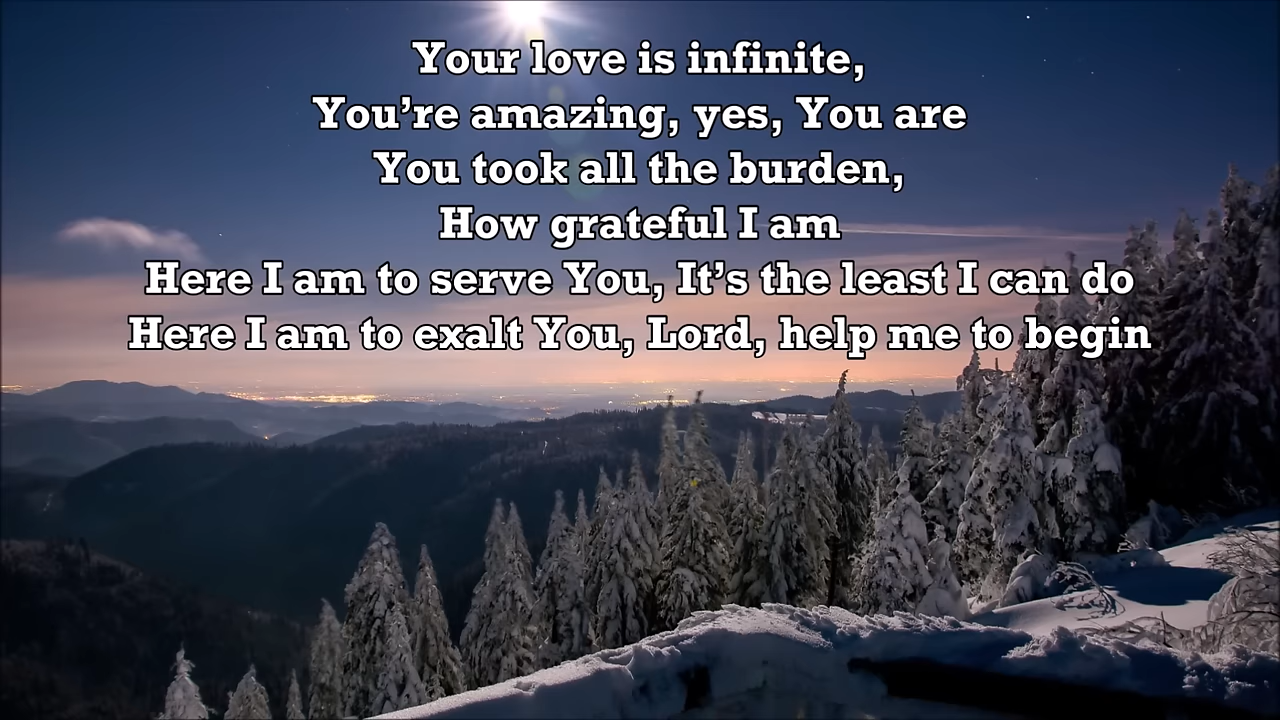 Your love is infinite,
You’re amazing, yes, You are
You took all the burden,
How grateful I am
Here I am to serve You, It’s the least I can do
Here I am to exalt You, Lord, help me to begin